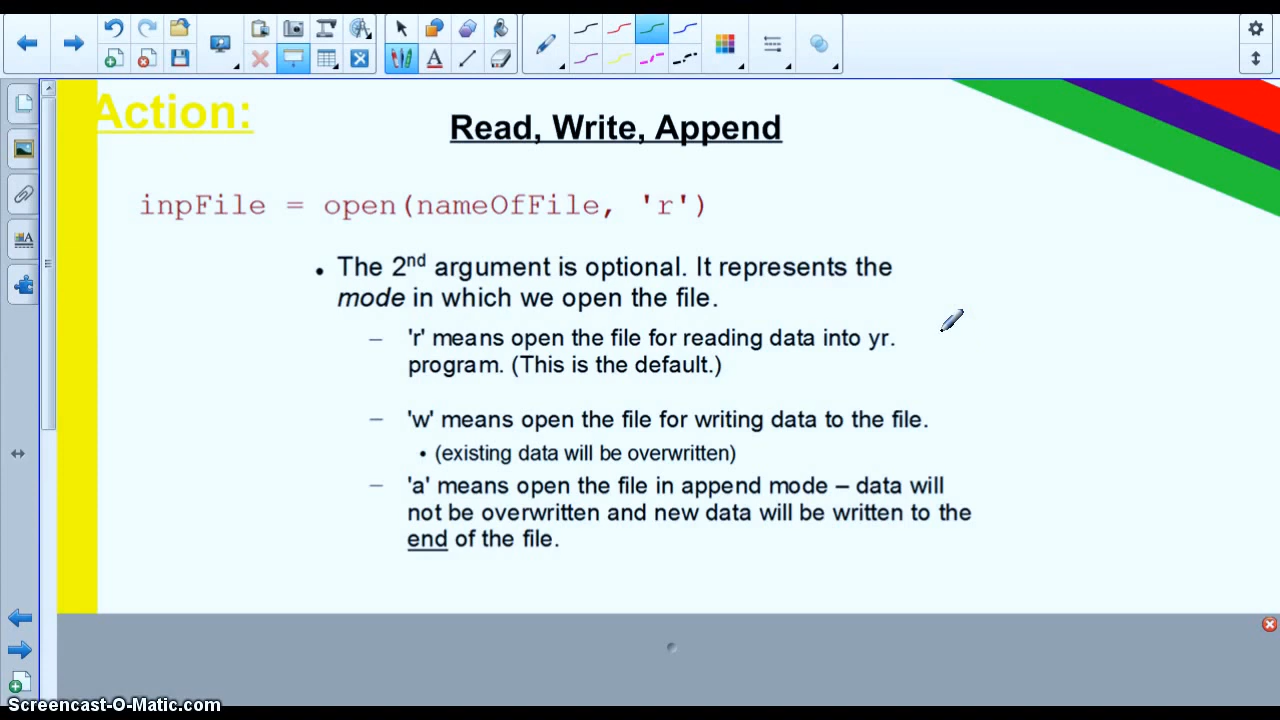 Action:
Read, Write, Append
inpFile = open(nameOfFile, 'r')
• The 2nd argument is optional. It represents the
mode in which we open the file.
– 'r' means open the file for reading data into yr.
program. (This is the default.)
– 'w' means open the file for writing data to the file.
• (existing data will be overwritten)
– 'a' means open the file in append mode – data will
not be overwritten and new data will be written to the
end of the file.
Screencast-O-Matic.com